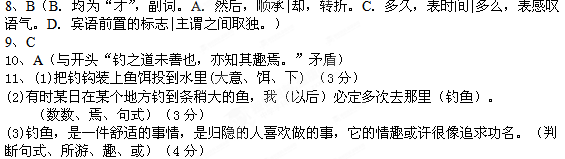 8、B（B．均为“才”，副词。A．然后，顺承|却，转折。C．多久，表时间|多么，表感叹
语气。D．宾语前置的标志|主谓之间取独。）
9、C
10、A（与开头“钓之道未善也，亦知其趣焉。”矛盾）
11、(1)把钓钩装上鱼饵投到水里(大意、饵、下)（3 分）
(2)有时某日在某个地方钓到条稍大的鱼，我（以后）必定多次去那里（钓鱼）。
（数数、焉、句式）（3 分）
(3)钓鱼，是一件舒适的事情，是归隐的人喜欢做的事，它的情趣或许很像追求功名。（判
断句式、所游、趣、或）（4 分）